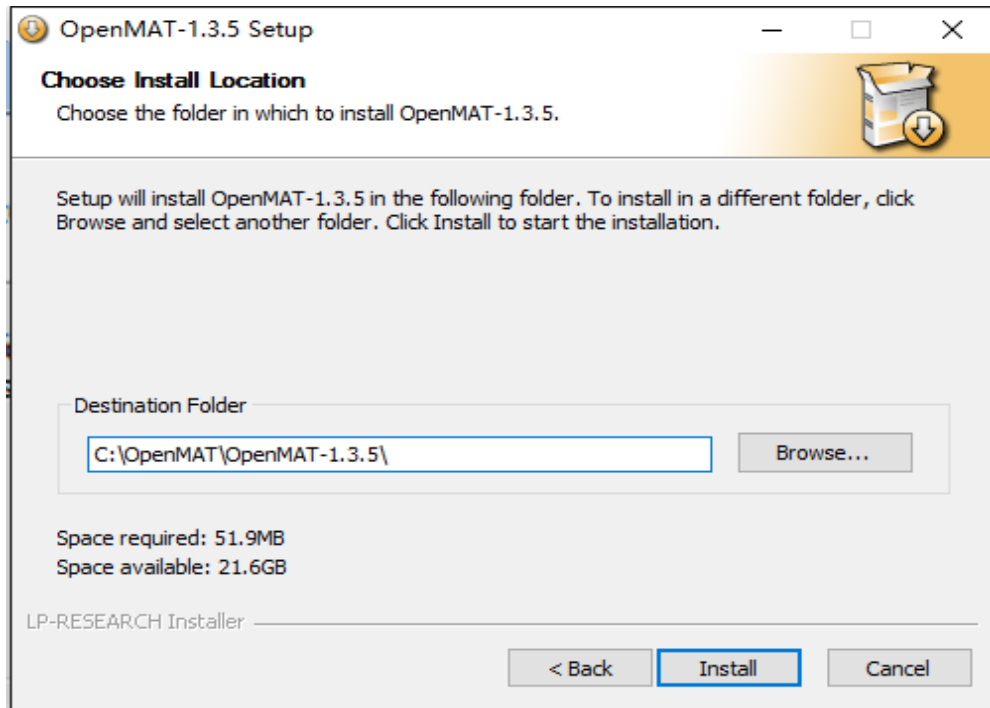 OpenMAT-1.3.5 Setup
Choose Install Location
Choose the folder in which to install OpenMAT-1.3.5.
Setup will install OpenMAT-1.3.5 in the following folder. To install in a different folder, click
Browse and select another folder. Click Install to start the installation.
Destination Folder
C:\OpenMAT\OpenMAT-1.3.5\
Browse...
Space required: 51.9MB
Space available: 21.6GB
LP-RESEARCH Installer
< Back
Install
Cancel